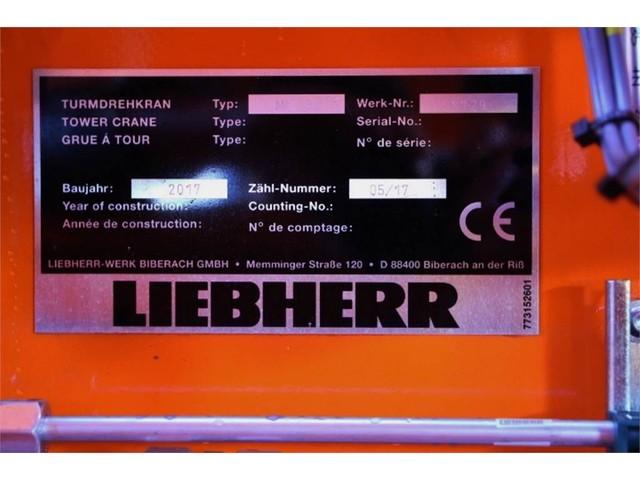 TURMDREHKRAN Typ: Werk-Nr.:
TOWER CRANE Type: Serial-No.:
GRUE Á TOUR Type: N° de série:
Baujahr: 2017 Zähl-Nummer: 05/17
Year of construction: Counting-No.:
Année de construction: N° de comptage:
CE
LIEBHERR-WERK BIBERACH GMBH • Memminger Straße 120 • D 88400 Biberach an der Riß
LIEBHERR
773152601